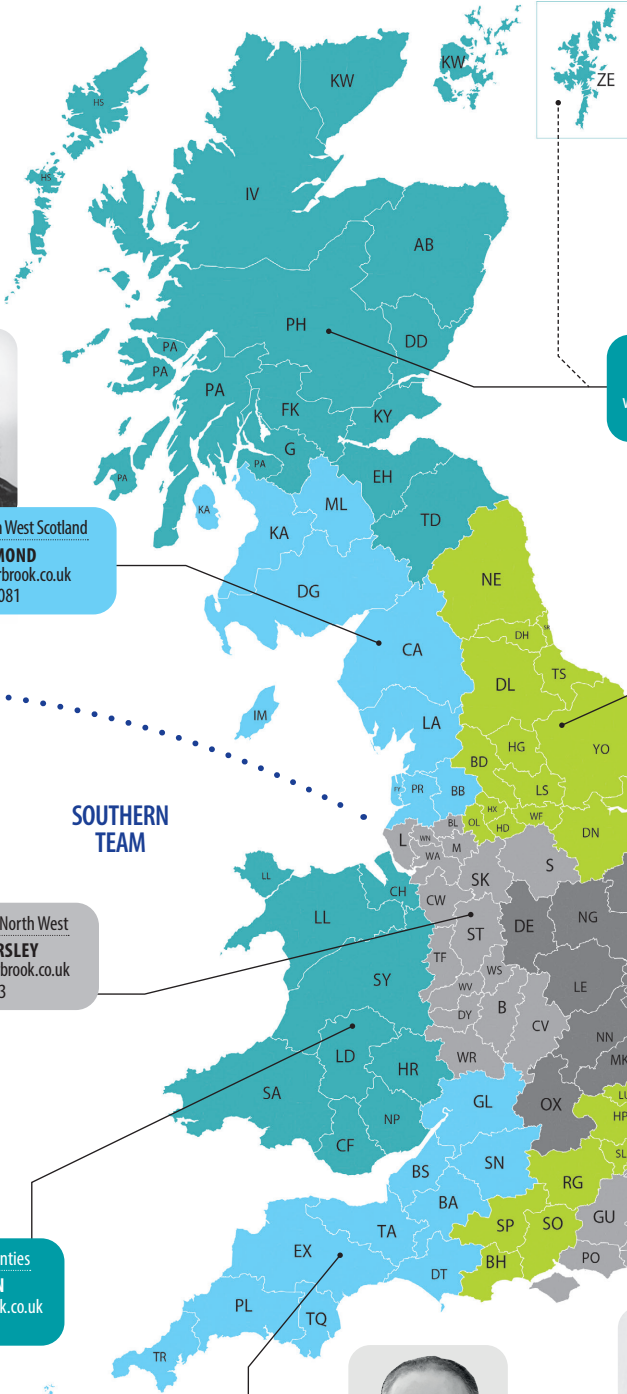 KW
KW
ZE
HS
HS
IV
AB
PH
DD
PA
PA
PA
FK
KY
G
PA
EH
PA
ML
KA
TD
KA
West Scotland
MOND
rbrook.co.uk
081
DG
NE
CA
DH
SR
TS
DL
IM
LA
HG
YO
BD
FY
PR
BB
LS
HX
WF
OL
HD
DN
SOUTHERN
TEAM
BL
L
WN
M
WA
S
SK
LL
CH
CW
LL
North West
RSLEY
brook.co.uk
3
ST
DE
NG
TF
WS
SY
WV
LE
B
DY
CV
NN
LD
WR
MK
HR
SA
GL
OX
LU
HP
NP
CF
SL
BS
SN
RG
BA
GU
TA
SP
SO
nties
N
k.co.uk
EX
BH
PO
DT
PL
TQ
TR